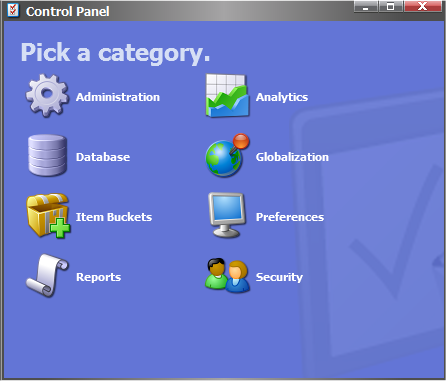 Control Panel
Pick a category.
Administration
Analytics
Database
Globalization
Item Buckets
Preferences
Reports
Security